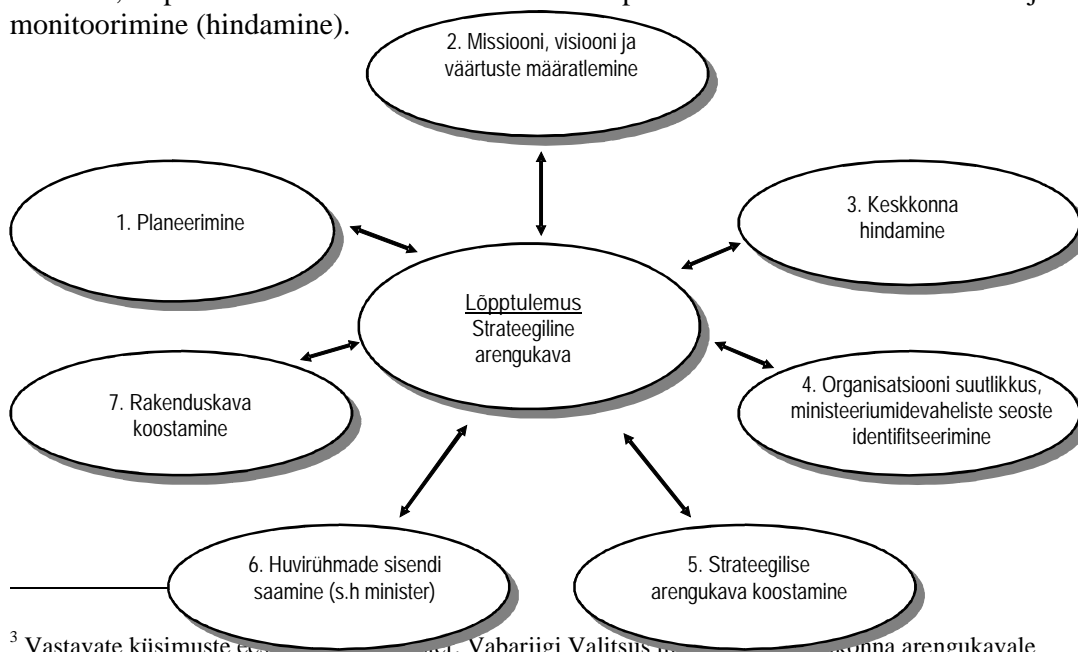 monitoorimine (hindamine).
2. Missiooni, visiooni ja
väärtuste määratlemine
1. Planeerimine
3. Keskkonna
hindamine
Lõpptulemus
Strateegiline
arengukava
7. Rakenduskava
koostamine
4. Organisatsiooni suutlikkus,
ministeeriumidevaheliste seoste
identifitseerimine
6. Huvirühmade sisendi
saamine (s.h minister)
5. Strateegilise
arengukava koostamine
3 Vastavate küsimuste Vabariigi Valitsus arengukavale